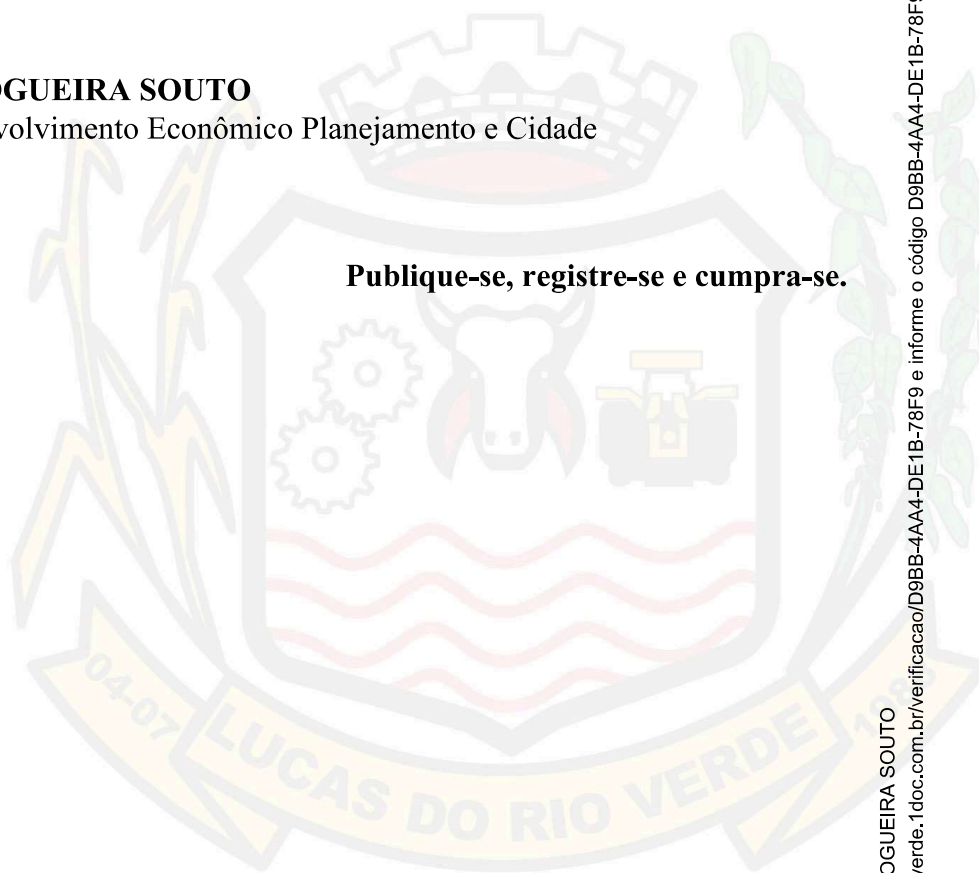 OGUEIRA SOUTO
volvimento Econômico Planejamento e Cidade
Publique-se, registre-se e cumpra-se.
04-07
LUCAS DO RIO VERDE
OGUEIRA SOUTO
verde.1doc.com.br/verificacao/D9BB-4AA4-DE1B-78F9 e informe o código D9BB-4AA4-DE1B-78F9